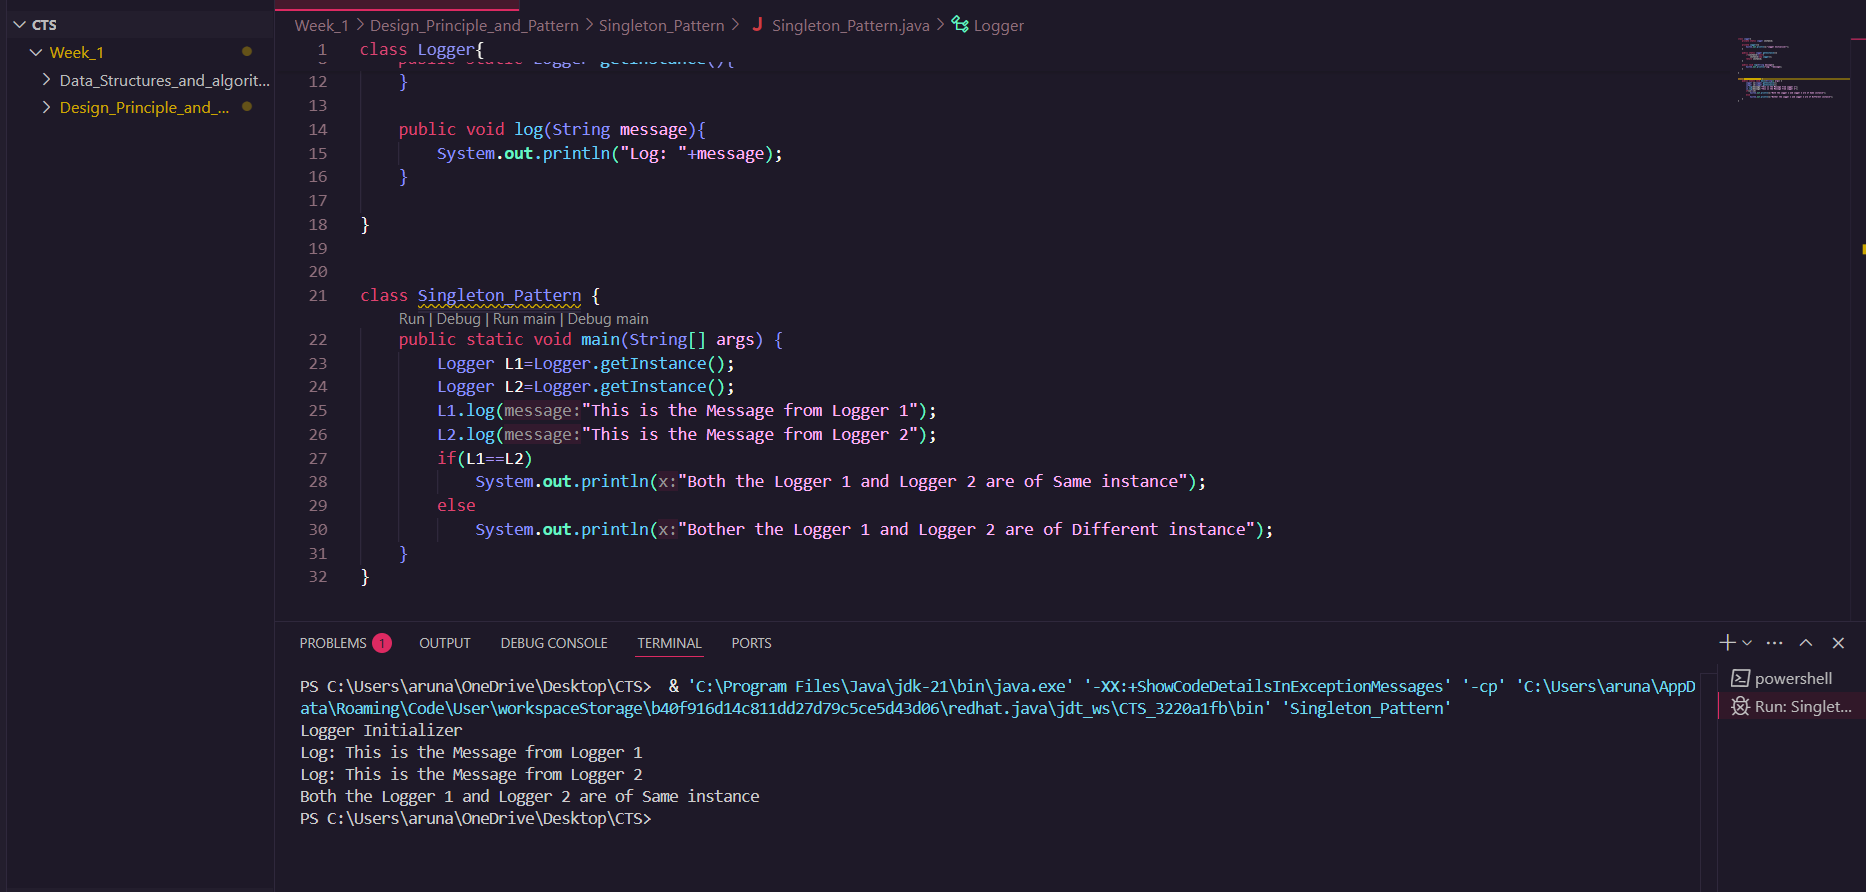 CTS
Week_1
Data_Structures_and_algorit...
Design_Principle_and_...
Week_1 > Design_Principle_and_Pattern > Singleton_Pattern > J Singleton_Pattern.java > Logger
1 class Logger{
public static Logger getInstance(){
12 }
13
14 public void log(String message){
15 System.out.println("Log: "+message);
16 }
17
18 }
19
20
21 class Singleton_Pattern {
Run | Debug | Run main | Debug main
22 public static void main(String[] args) {
23 Logger L1=Logger.getInstance();
24 Logger L2=Logger.getInstance();
25 L1.log(message:"This is the Message from Logger 1");
26 L2.log(message:"This is the Message from Logger 2");
27 if(L1==L2)
28 System.out.println(x:"Both the Logger 1 and Logger 2 are of Same instance");
29 else
30 System.out.println(x:"Bother the Logger 1 and Logger 2 are of Different instance");
31 }
32 }
PROBLEMS 1 OUTPUT DEBUG CONSOLE TERMINAL PORTS
PS C:\Users\aruna\OneDrive\Desktop\CTS> & 'C:\Program Files\Java\jdk-21\bin\java.exe' '-XX:+ShowCodeDetailsInExceptionMessages' '-cp' 'C:\Users\aruna\AppD
ata\Roaming\Code\User\workspaceStorage\b40f916d14c811dd27d79c5ce5d43d06\redhat.java\jdt_ws\CTS_3220a1fb\bin' 'Singleton_Pattern'
Logger Initializer
Log: This is the Message from Logger 1
Log: This is the Message from Logger 2
Both the Logger 1 and Logger 2 are of Same instance
PS C:\Users\aruna\OneDrive\Desktop\CTS>
powershell
Run: Singlet...